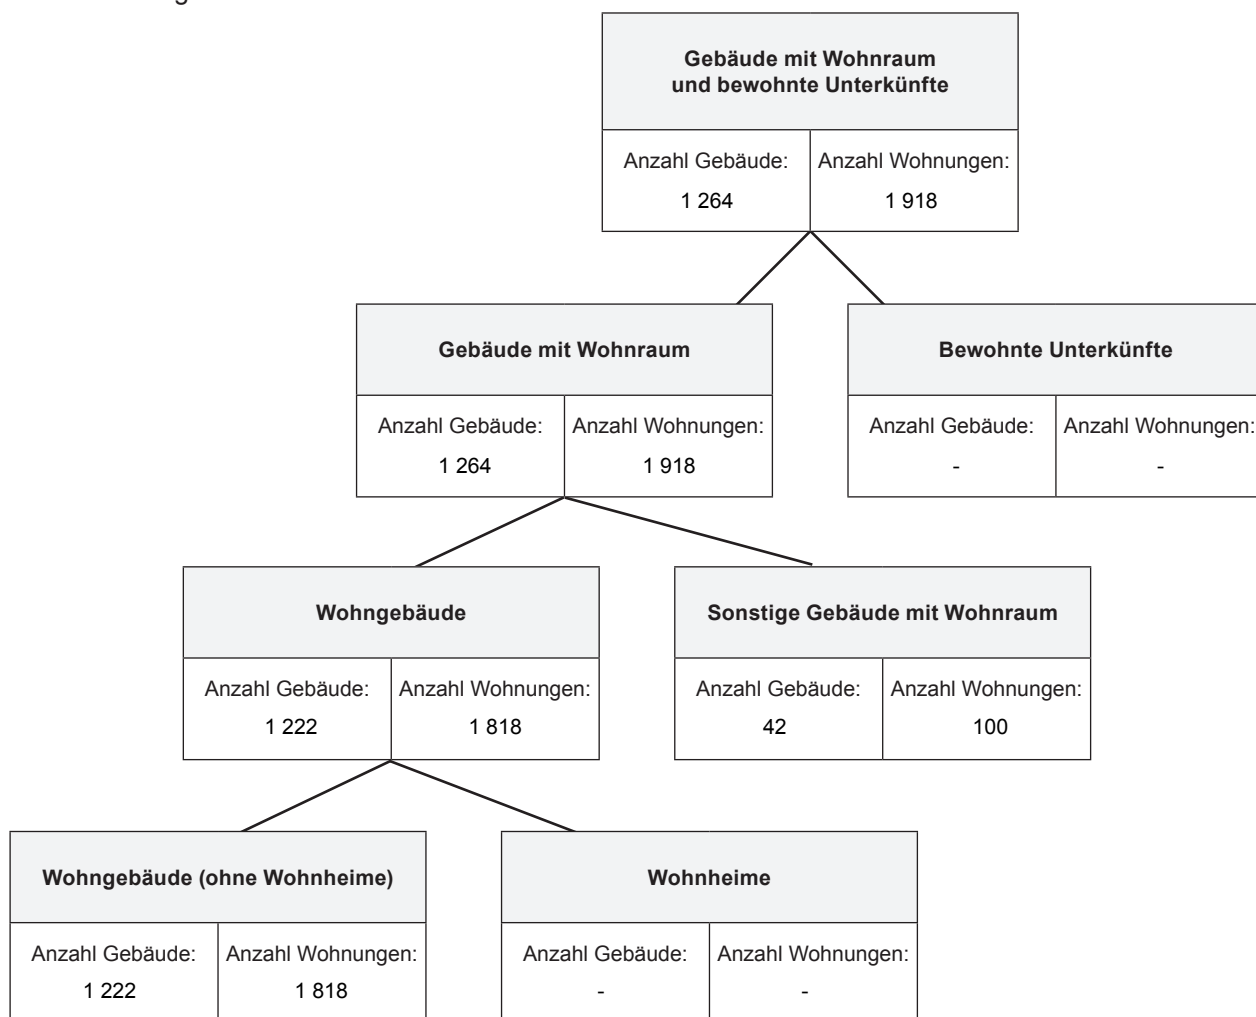 Gebäude mit Wohnraum
und bewohnte Unterkünfte
Anzahl Gebäude: Anzahl Wohnungen:
1 264 1 918
Gebäude mit Wohnraum Bewohnte Unterkünfte
Anzahl Gebäude: Anzahl Wohnungen: Anzahl Gebäude: Anzahl Wohnungen:
1 264 1 918 - -
Wohngebäude Sonstige Gebäude mit Wohnraum
Anzahl Gebäude: Anzahl Wohnungen: Anzahl Gebäude: Anzahl Wohnungen:
1 222 1 818 42 100
Wohngebäude (ohne Wohnheime) Wohnheime
Anzahl Gebäude: Anzahl Wohnungen: Anzahl Gebäude: Anzahl Wohnungen:
1 222 1 818 - -